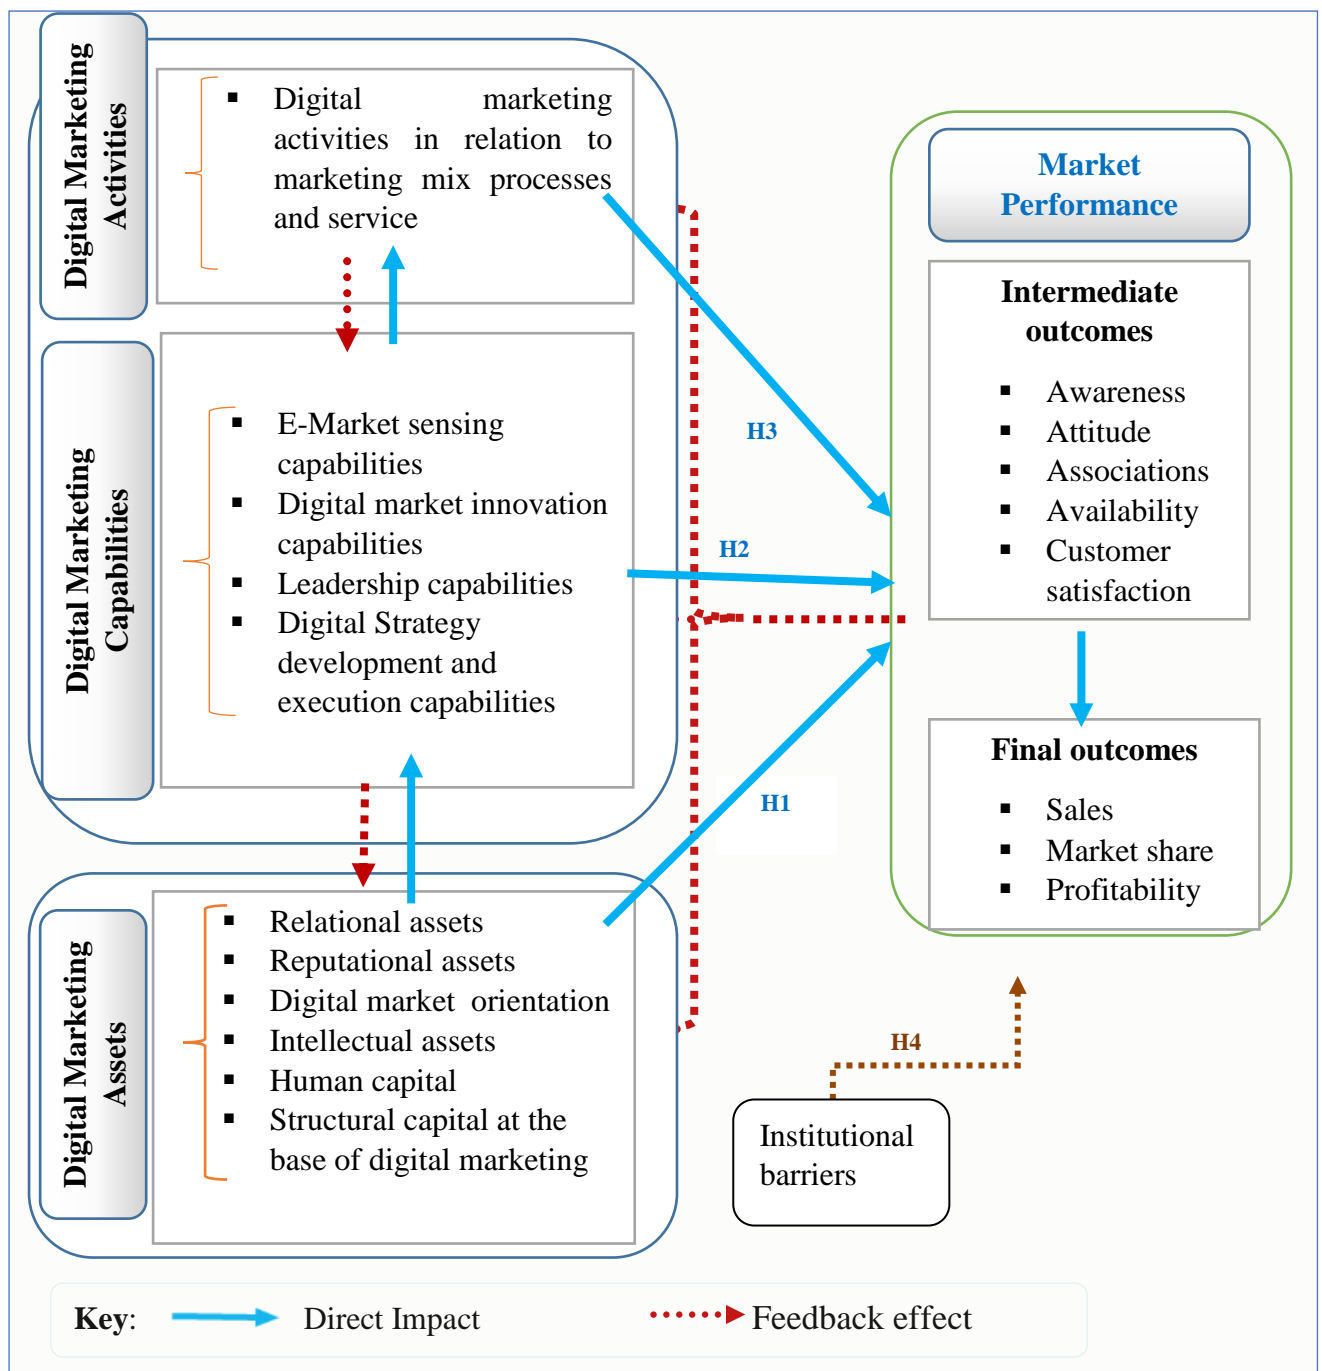 Digital Marketing
Activities
▪ Digital marketing
activities in relation to
marketing mix processes
and service
Digital Marketing
Capabilities
▪ E-Market sensing
capabilities
▪ Digital market innovation
capabilities
▪ Leadership capabilities
▪ Digital Strategy
development and
execution capabilities
Digital Marketing
Assets
▪ Relational assets
▪ Reputational assets
▪ Digital market orientation
▪ Intellectual assets
▪ Human capital
▪ Structural capital at the
base of digital marketing
H3
H2
H1
H4
Market
Performance
Intermediate
outcomes
▪ Awareness
▪ Attitude
▪ Associations
▪ Availability
▪ Customer
satisfaction
Final outcomes
▪ Sales
▪ Market share
▪ Profitability
Institutional
barriers
Key: Direct Impact Feedback effect